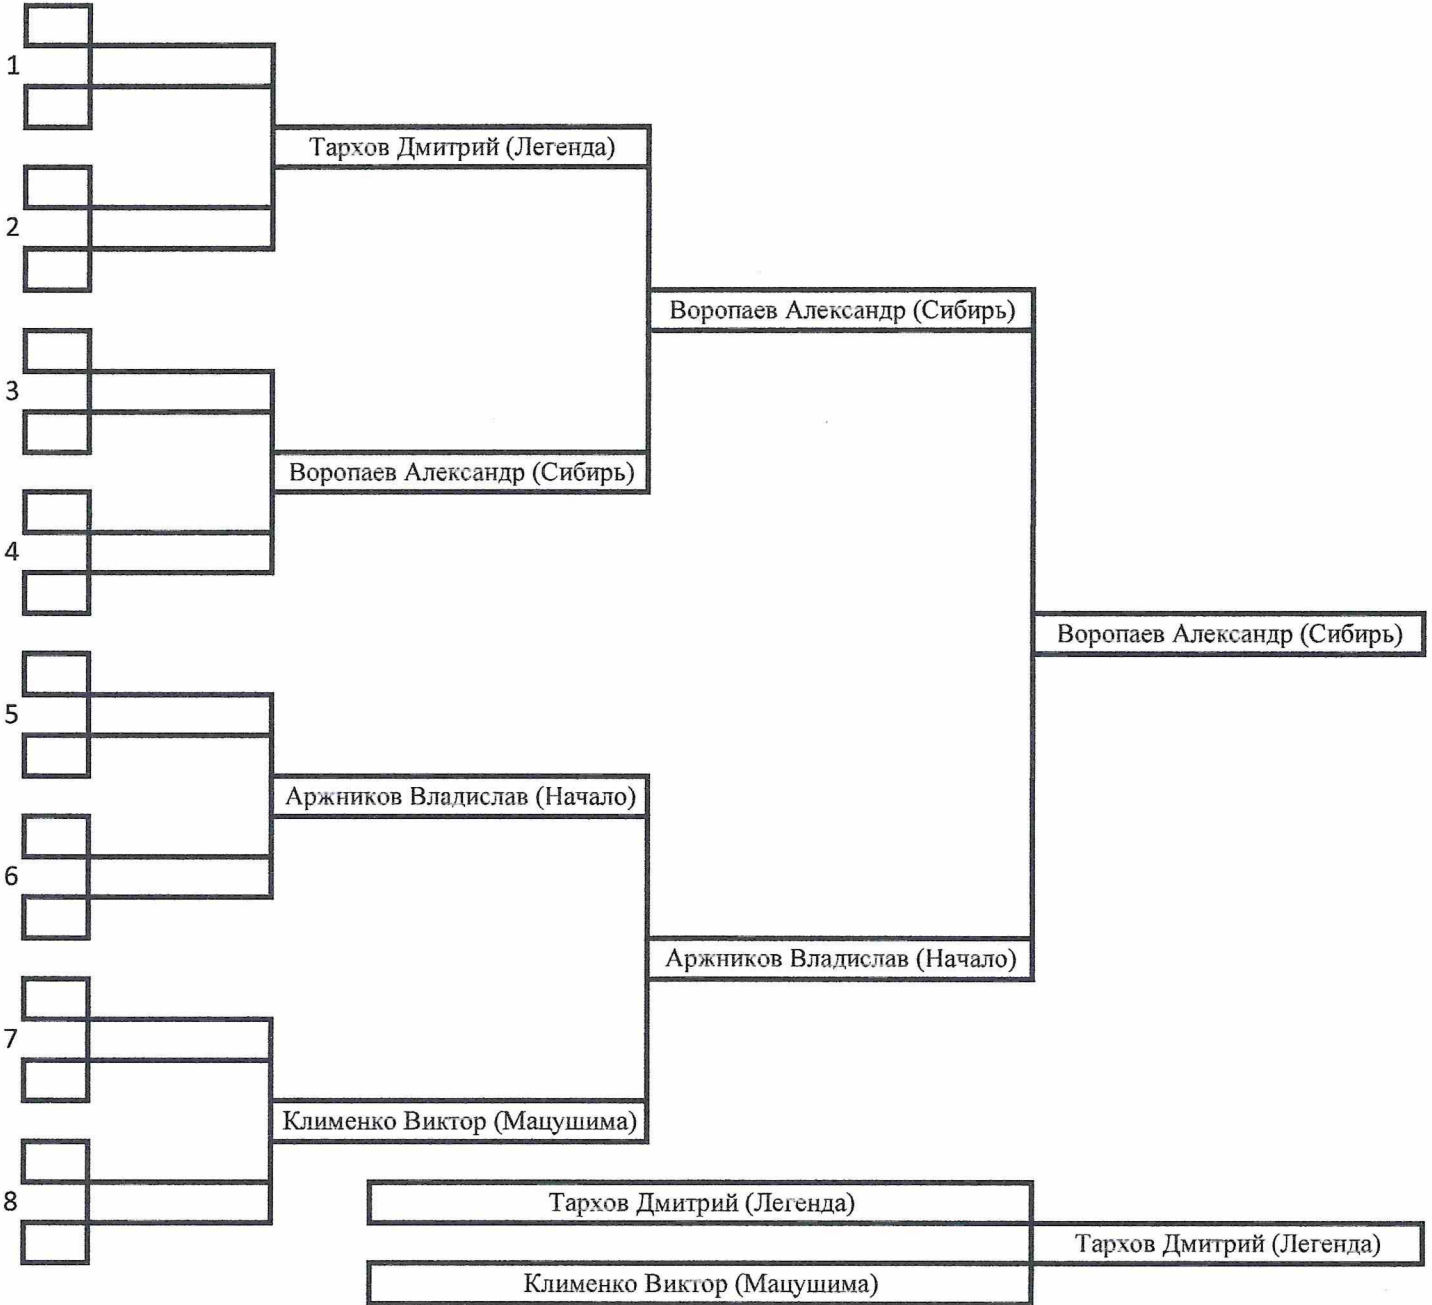 1
Тархов Дмитрий (Легенда)
2
Воропаев Александр (Сибирь)
3
Воропаев Александр (Сибирь)
4
Воропаев Александр (Сибирь)
5
Аржников Владислав (Начало)
6
Аржников Владислав (Начало)
7
Клименко Виктор (Мацушима)
8
Тархов Дмитрий (Легенда)
Тархов Дмитрий (Легенда)
Клименко Виктор (Мацушима)